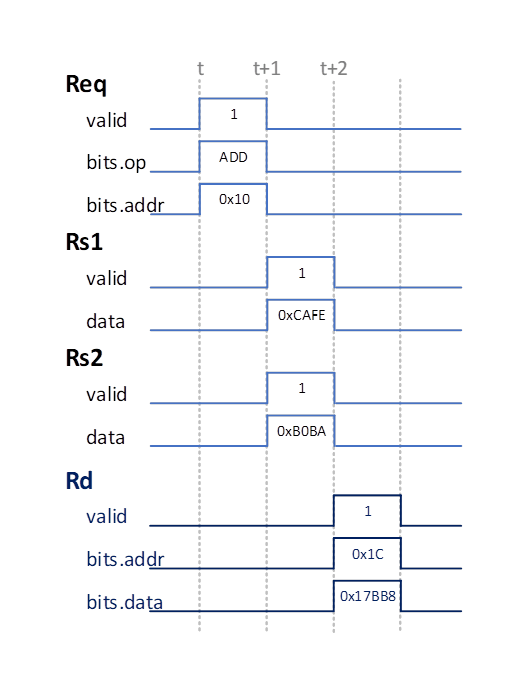 t t+1 t+2
Req
valid 1
bits.op ADD
bits.addr 0x10
Rs1
valid 1
data 0xCAFE
Rs2
valid 1
data 0xB0BA
Rd
valid 1
bits.addr 0x1C
bits.data 0x17BB8